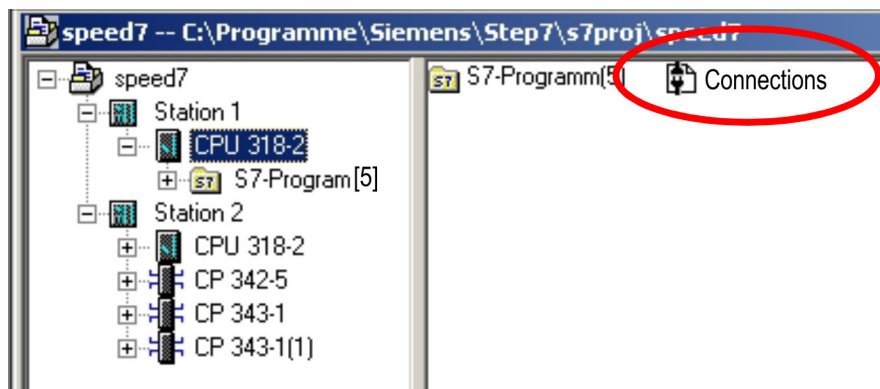 speed7 -- C:\Programme\Siemens\Step7\s7proj\speed7
speed7
Station 1
CPU 318-2
S7-Program[5]
Station 2
CPU 318-2
CP 342-5
CP 343-1
CP 343-1(1)
S7-Programm(5) Connections